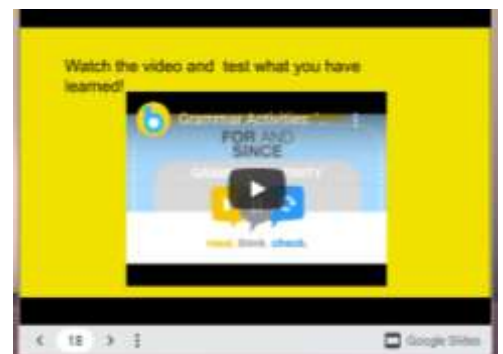 Watch the video and test what you have
learned!
Grammar Activities:
FOR AND
SINCE
read. think. check.
18
Google Slides